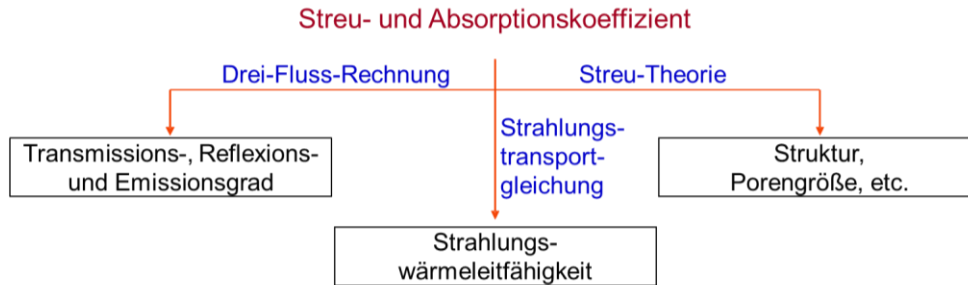 Streu- und Absorptionskoeffizient
Drei-Fluss-Rechnung
Streu-Theorie
Strahlungs-
transport-
gleichung
Transmissions-, Reflexions-
und Emissionsgrad
Struktur,
Porengröße, etc.
Strahlungs-
wärmeleitfähigkeit